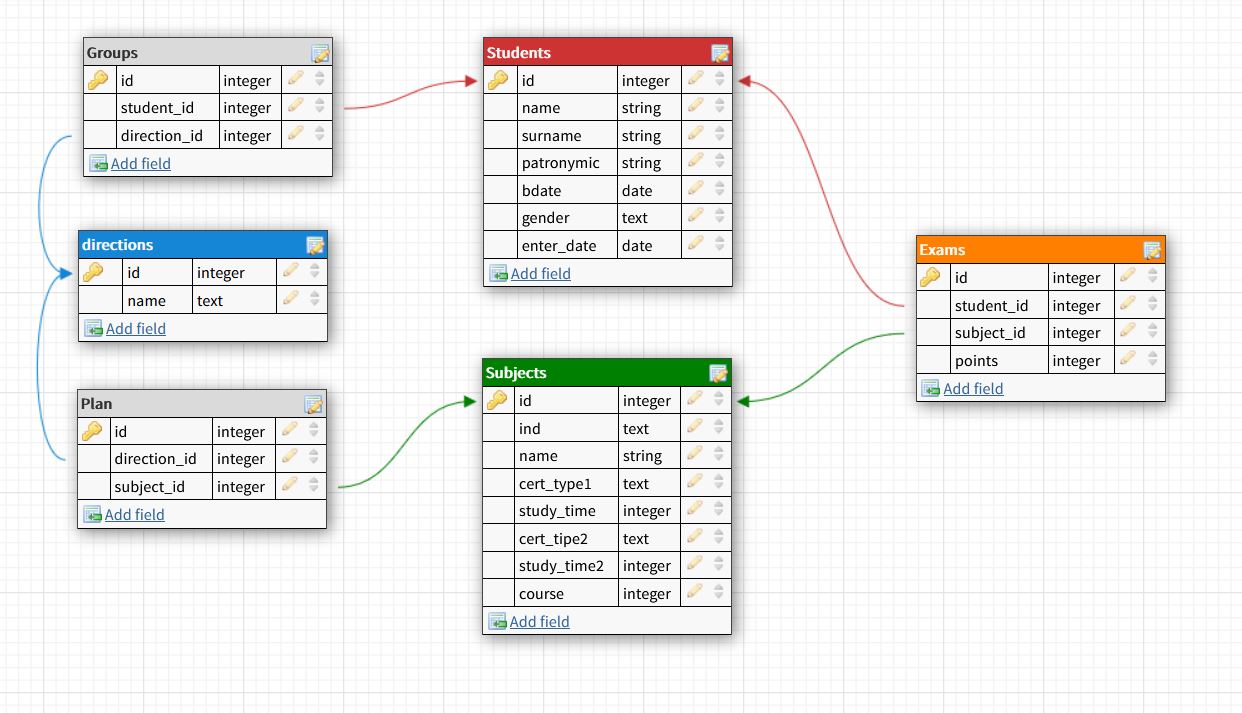 Groups
id integer
student_id integer
direction_id integer
Add field
Students
id integer
name string
surname string
patronymic string
bdate date
gender text
enter_date date
Add field
directions
id integer
name text
Add field
Exams
id integer
student_id integer
subject_id integer
points integer
Add field
Plan
id integer
direction_id integer
subject_id integer
Add field
Subjects
id integer
ind text
name string
cert_type1 text
study_time integer
cert_tipe2 text
study_time2 integer
course integer
Add field